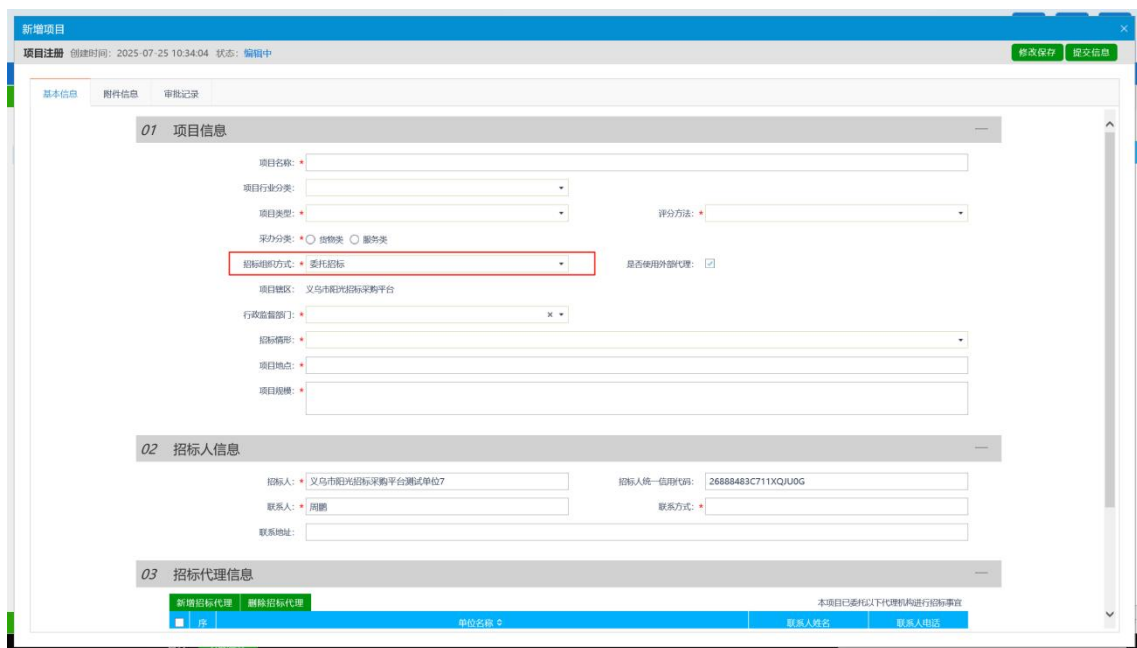 新增项目
项目注册 创建时间：2025-07-25 10:34:04 状态：编辑中 修改保存 提交信息
基本信息 附件信息 审批记录
01 项目信息
项目名称：*
项目行业分类：
项目类型：* 评分方法：*
采办分类：* 货物类 服务类
招标组织方式：* 委托招标 是否使用外部代理：
项目辖区： 义乌市阳光招标采购平台
行政监督部门：*
招标情形：*
项目地点：*
项目规模：*
02 招标人信息
招标人：* 义乌市阳光招标采购平台测试单位7 招标人统一信用代码： 26888483C711XQJU0G
联系人：* 周鹏 联系方式：*
联系地址：
03 招标代理信息
新增招标代理 删除招标代理 本项目已委托以下代理机构进行招标事宜
序 单位名称 联系人姓名 联系人电话